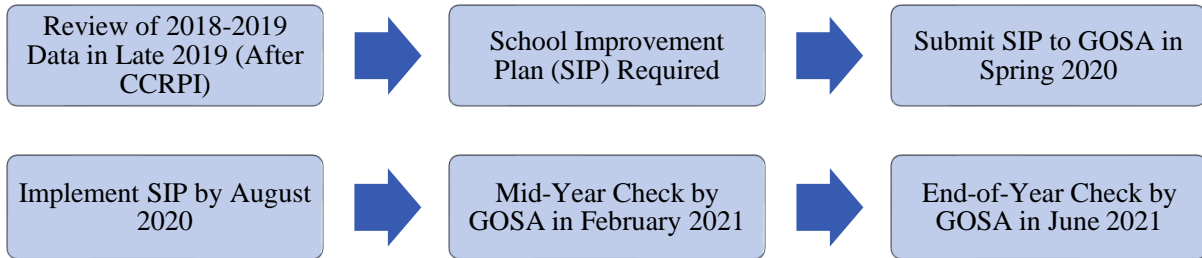 Review of 2018-2019
Data in Late 2019 (After
CCRPI)
School Improvement
Plan (SIP) Required
Submit SIP to GOSA in
Spring 2020
Implement SIP by August
2020
Mid-Year Check by
GOSA in February 2021
End-of-Year Check by
GOSA in June 2021